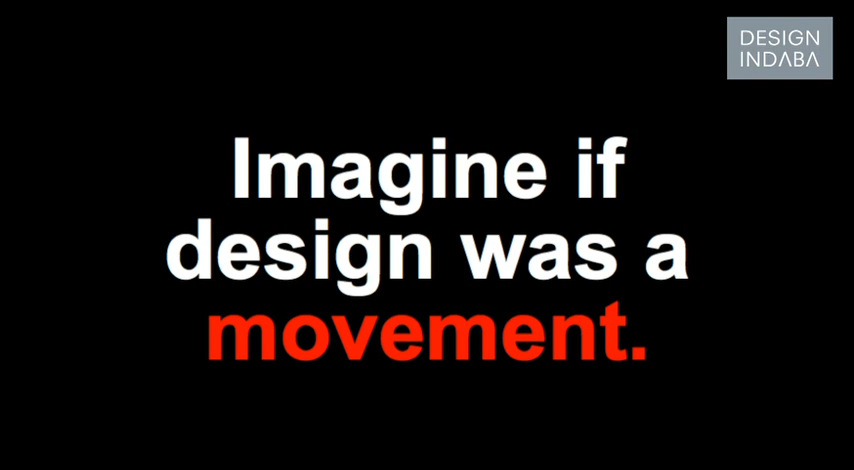 DESIGN
INDABA
Imagine if
design was a
movement.